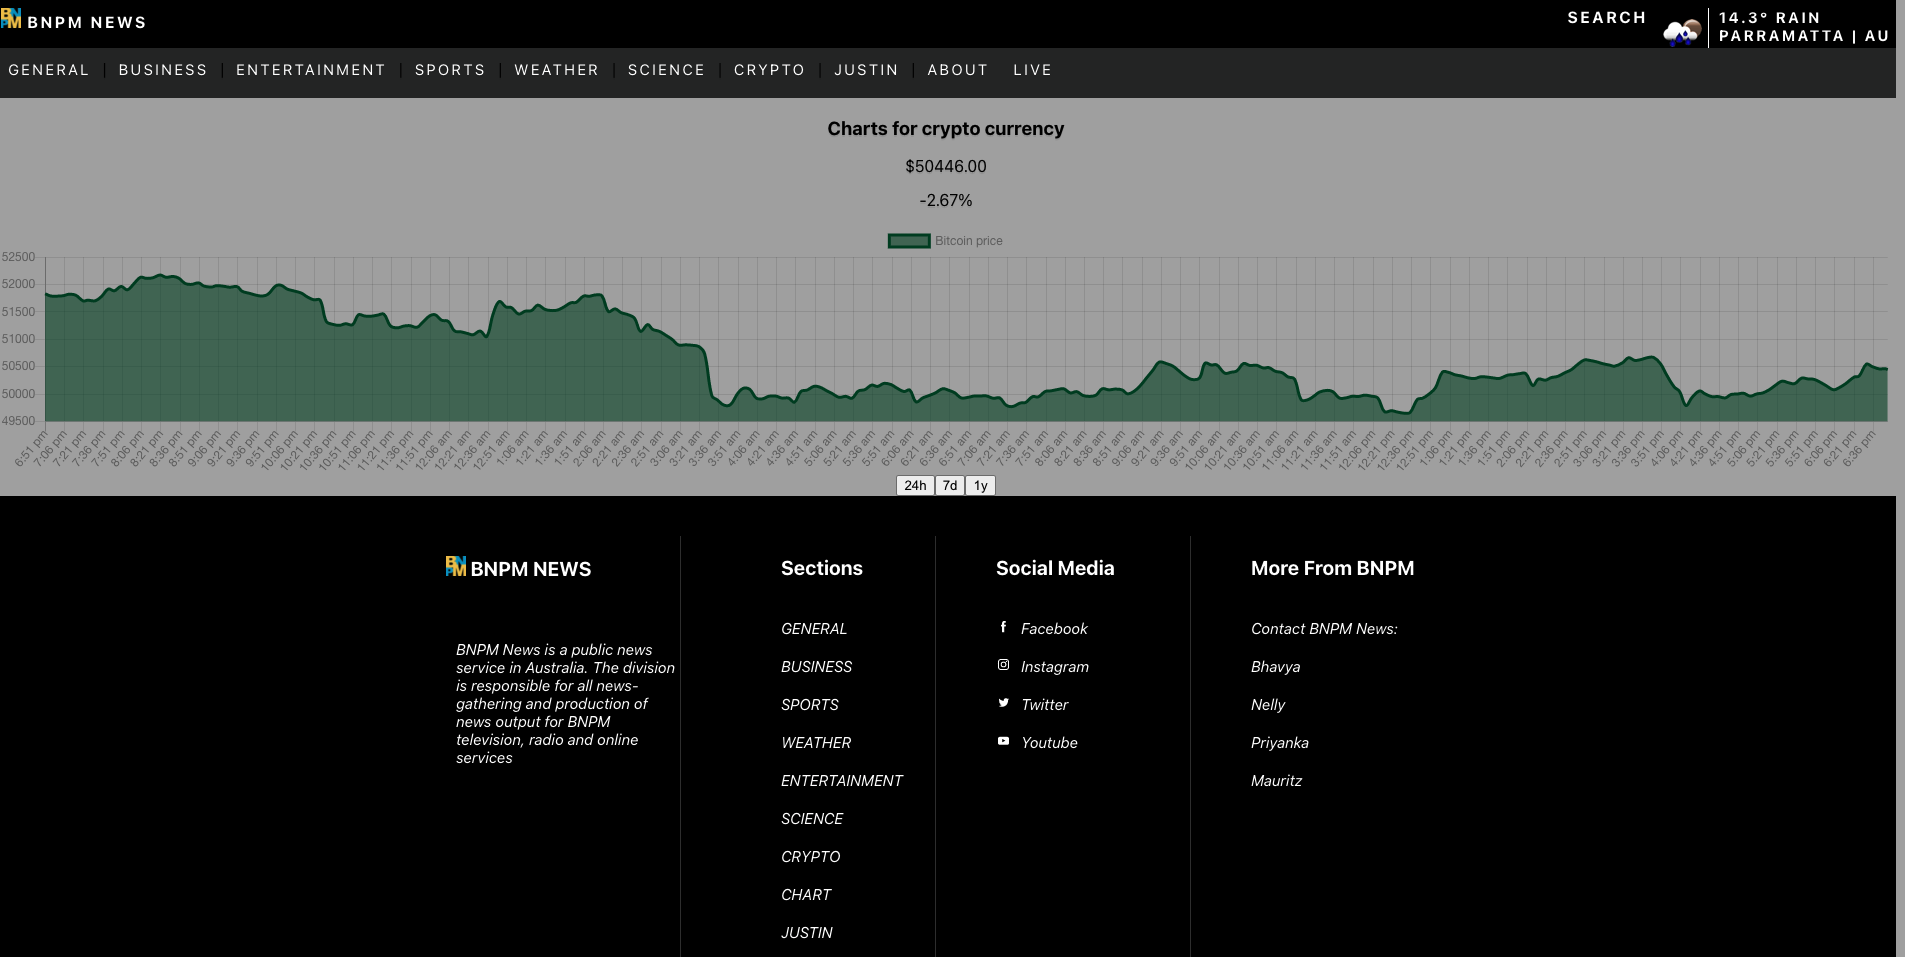 BNPM NEWS
SEARCH
14.3° RAIN
PARRAMATTA | AU
GENERAL | BUSINESS | ENTERTAINMENT | SPORTS | WEATHER | SCIENCE | CRYPTO | JUSTIN | ABOUT LIVE
Charts for crypto currency
$50446.00
-2.67%
Bitcoin price
52500
52000
51500
51000
50500
50000
49500
6:51 pm 7:06 pm 7:21 pm 7:36 pm 7:51 pm 8:06 pm 8:21 pm 8:36 pm 8:51 pm 9:06 pm 9:21 pm 9:36 pm 9:51 pm 10:06 pm 10:21 pm 10:36 pm 10:51 pm 11:06 pm 11:21 pm 11:36 pm 11:51 pm 12:06 am 12:21 am 12:36 am 12:51 am 1:06 am 1:21 am 1:36 am 1:51 am 2:06 am 2:21 am 2:36 am 2:51 am 3:06 am 3:21 am 3:36 am 3:51 am 4:06 am 4:21 am 4:36 am 4:51 am 5:06 am 5:21 am 5:36 am 5:51 am 6:06 am 6:21 am 6:36 am 6:51 am 7:06 am 7:21 am 7:36 am 7:51 am 8:06 am 8:21 am 8:36 am 8:51 am 9:06 am 9:21 am 9:36 am 9:51 am 10:06 am 10:21 am 10:36 am 10:51 am 11:06 am 11:21 am 11:36 am 11:51 am 12:06 pm 12:21 pm 12:36 pm 12:51 pm 1:06 pm 1:21 pm 1:36 pm 1:51 pm 2:06 pm 2:21 pm 2:36 pm 2:51 pm 3:06 pm 3:21 pm 3:36 pm 3:51 pm 4:06 pm 4:21 pm 4:36 pm 4:51 pm 5:06 pm 5:21 pm 5:36 pm 5:51 pm 6:06 pm 6:21 pm 6:36 pm
24h 7d 1y
BNPM NEWS
BNPM News is a public news
service in Australia. The division
is responsible for all news-
gathering and production of
news output for BNPM
television, radio and online
services
Sections
GENERAL
BUSINESS
SPORTS
WEATHER
ENTERTAINMENT
SCIENCE
CRYPTO
CHART
JUSTIN
Social Media
Facebook
Instagram
Twitter
Youtube
More From BNPM
Contact BNPM News:
Bhavya
Nelly
Priyanka
Mauritz